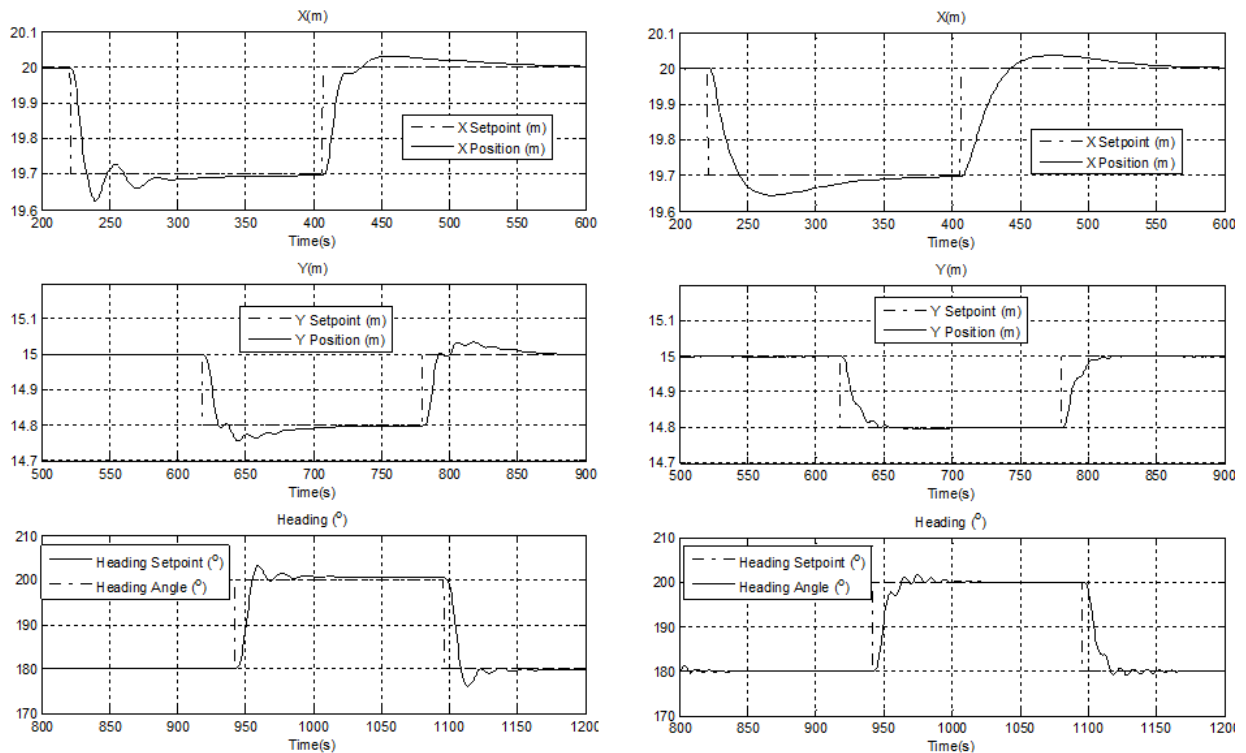 X(m)
20.1
20
19.9
19.8
19.7
19.6
X Setpoint (m)
X Position (m)
200 250 300 350 400 450 500 550 600
Time(s)
Y(m)
15.1
15
14.9
14.8
14.7
Y Setpoint (m)
Y Position (m)
500 550 600 650 700 750 800 850 900
Time(s)
Heading (º)
210
200
190
180
170
Heading Setpoint (º)
Heading Angle (º)
800 850 900 950 1000 1050 1100 1150 1200
Time(s)
X(m)
20.1
20
19.9
19.8
19.7
19.6
X Setpoint (m)
X Position (m)
200 250 300 350 400 450 500 550 600
Time(s)
Y(m)
15.1
15
14.9
14.8
14.7
Y Setpoint (m)
Y Position (m)
500 550 600 650 700 750 800 850 900
Time(s)
Heading (º)
210
200
190
180
170
Heading Setpoint (º)
Heading Angle (º)
800 850 900 950 1000 1050 1100 1150 1200
Time(s)